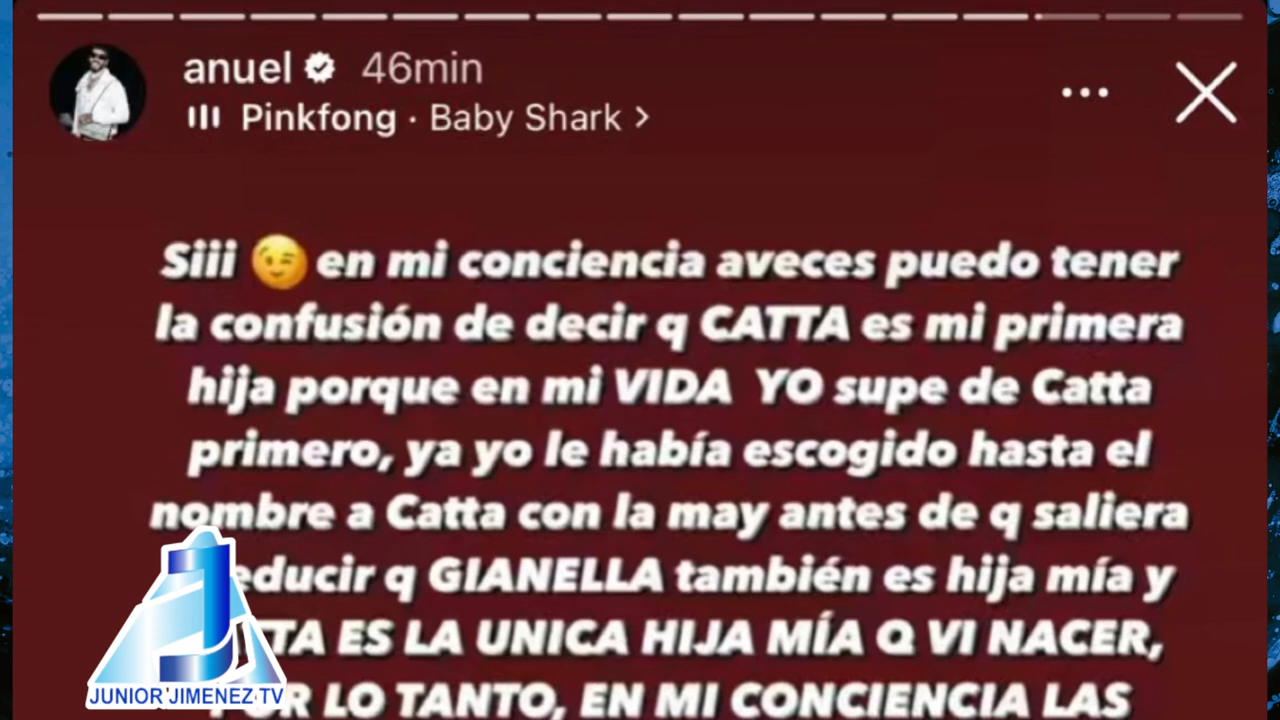 anuel 46min
Pinkfong · Baby Shark >
Siii 😉 en mi conciencia aveces puedo tener
la confusión de decir q CATTA es mi primera
hija porque en mi VIDA YO supe de Catta
primero, ya yo le había escogido hasta el
nombre a Catta con la may antes de q saliera
educir q GIANELLA también es hija mía y
TTA ES LA UNICA HIJA MÍA Q VI NACER,
LO TANTO, EN MI CONCIENCIA LAS
JUNIOR JIMENEZ TV